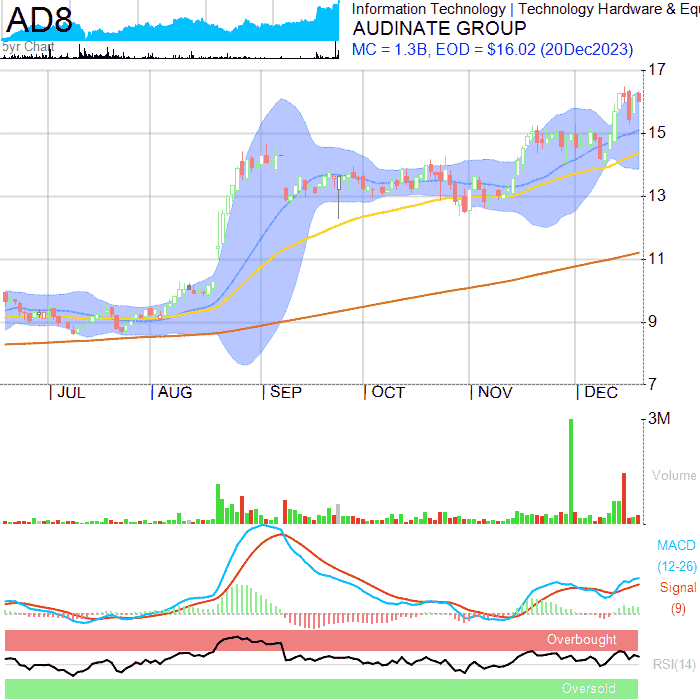 AD8
5yr Chart
Information Technology | Technology Hardware & Equ
AUDINATE GROUP
MC = 1.3B, EOD = $16.02 (20Dec2023)
17
15
13
11
9
7
JUL AUG SEP OCT NOV DEC
3M
Volume
MACD
(12-26)
Signal
(9)
Overbought
RSI(14)
Oversold